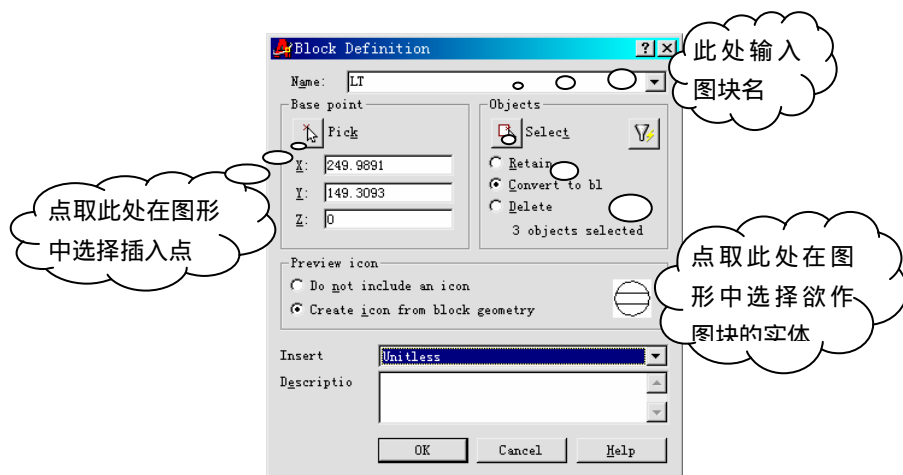 Block Definition
此处输入
图块名
Name: LT
Base point
Objects
Pick
Select
X: 249.9891
Y: 149.3093
Z: 0
Retain
Convert to bl
Delete
3 objects selected
点取此处在图形
中选择插入点
Preview icon
Do not include an icon
Create icon from block geometry
点取此处在图
形中选择欲作
图块的实体
Insert Unitless
Descriptio
OK Cancel Help